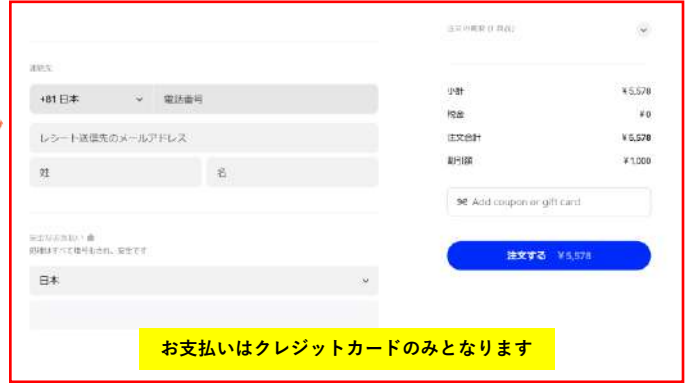 連絡先
+81 日本 電話番号
レシート送信先のメールアドレス
姓 名
日本
小計 ¥5,578
税金 ¥0
注文合計 ¥5,578
割引額 ¥1,000
Add coupon or gift card
注文する ¥5,578
お支払いはクレジットカードのみとなります